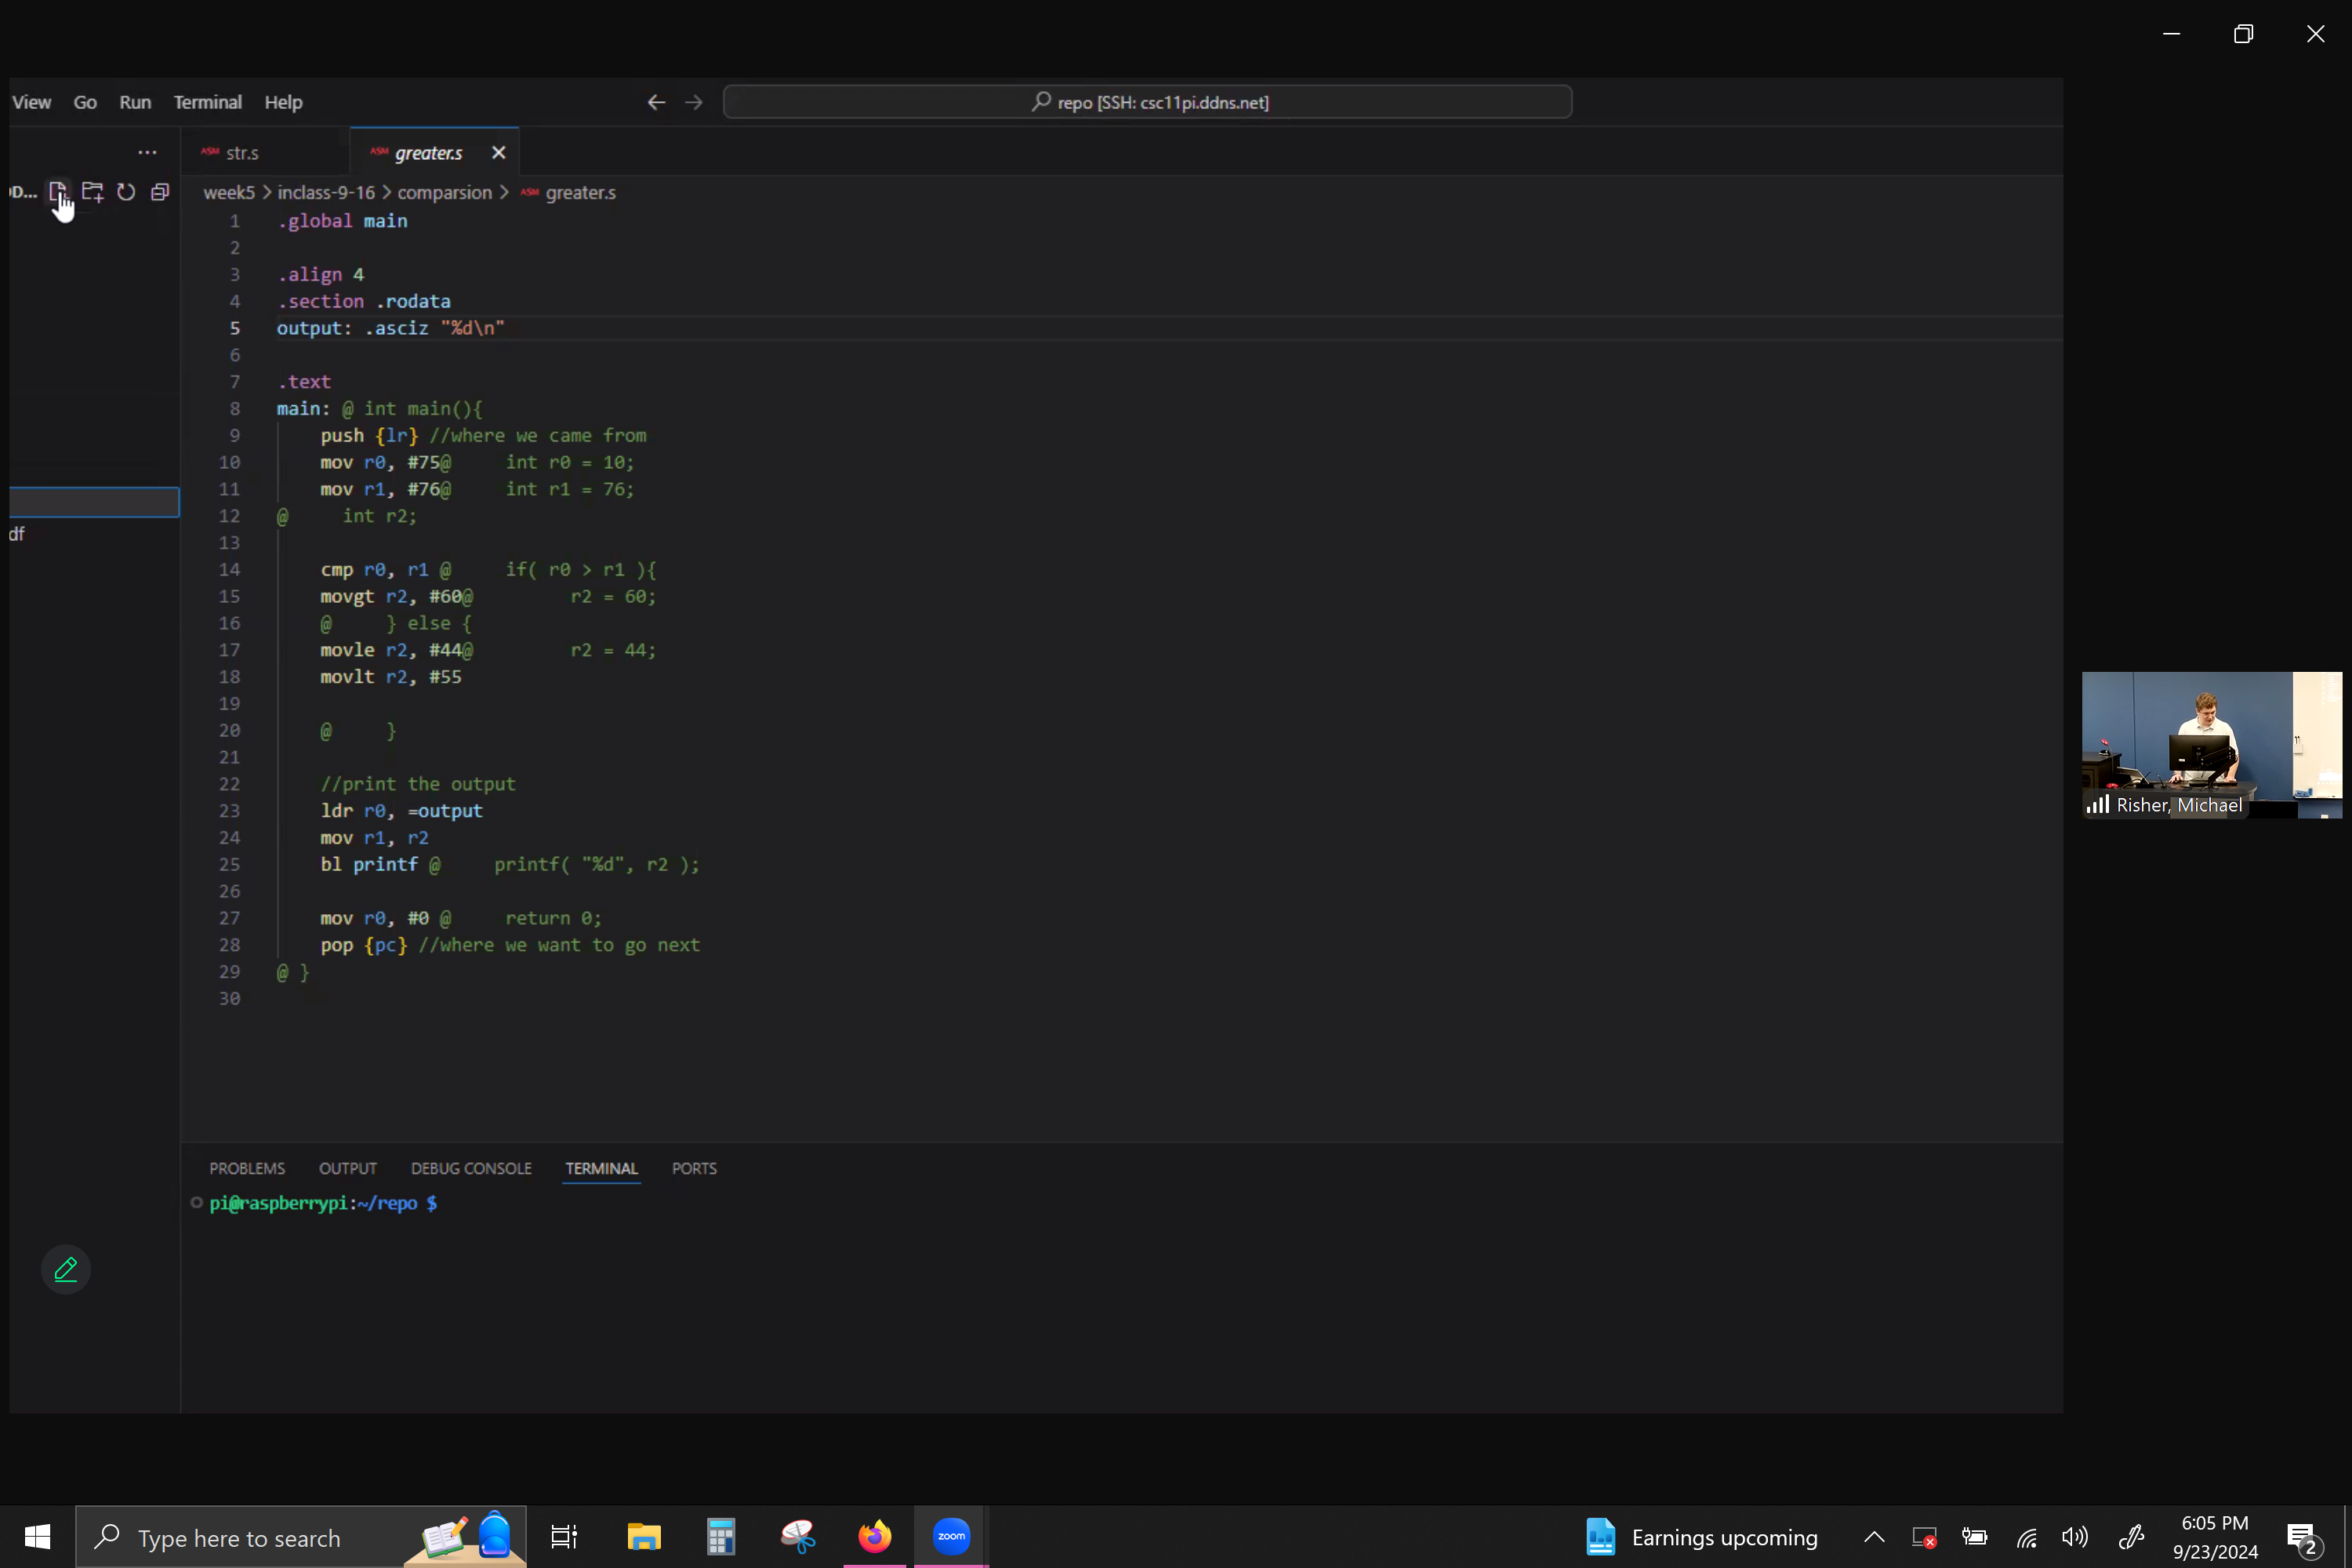 View Go Run Terminal Help
repo [SSH: csc11pi.ddns.net]
ASM str.s
ASM greater.s
DD...
week5 > inclass-9-16 > comparsion > ASM greater.s
1 .global main
2
3 .align 4
4 .section .rodata
5 output: .asciz "%d\n"
6
7 .text
8 main: @ int main(){
9 push {lr} //where we came from
10 mov r0, #75@ int r0 = 10;
11 mov r1, #76@ int r1 = 76;
12 @ int r2;
13
14 cmp r0, r1 @ if( r0 > r1 ){
15 movgt r2, #60@ r2 = 60;
16 @ } else {
17 movle r2, #44@ r2 = 44;
18 movlt r2, #55
19
20 @ }
21
22 //print the output
23 ldr r0, =output
24 mov r1, r2
25 bl printf @ printf( "%d", r2 );
26
27 mov r0, #0 @ return 0;
28 pop {pc} //where we want to go next
29 @ }
30
df
PROBLEMS OUTPUT DEBUG CONSOLE TERMINAL PORTS
pi@raspberrypi:~/repo $
Risher, Michael
Type here to search
zoom
Earnings upcoming
6:05 PM
9/23/2024
2